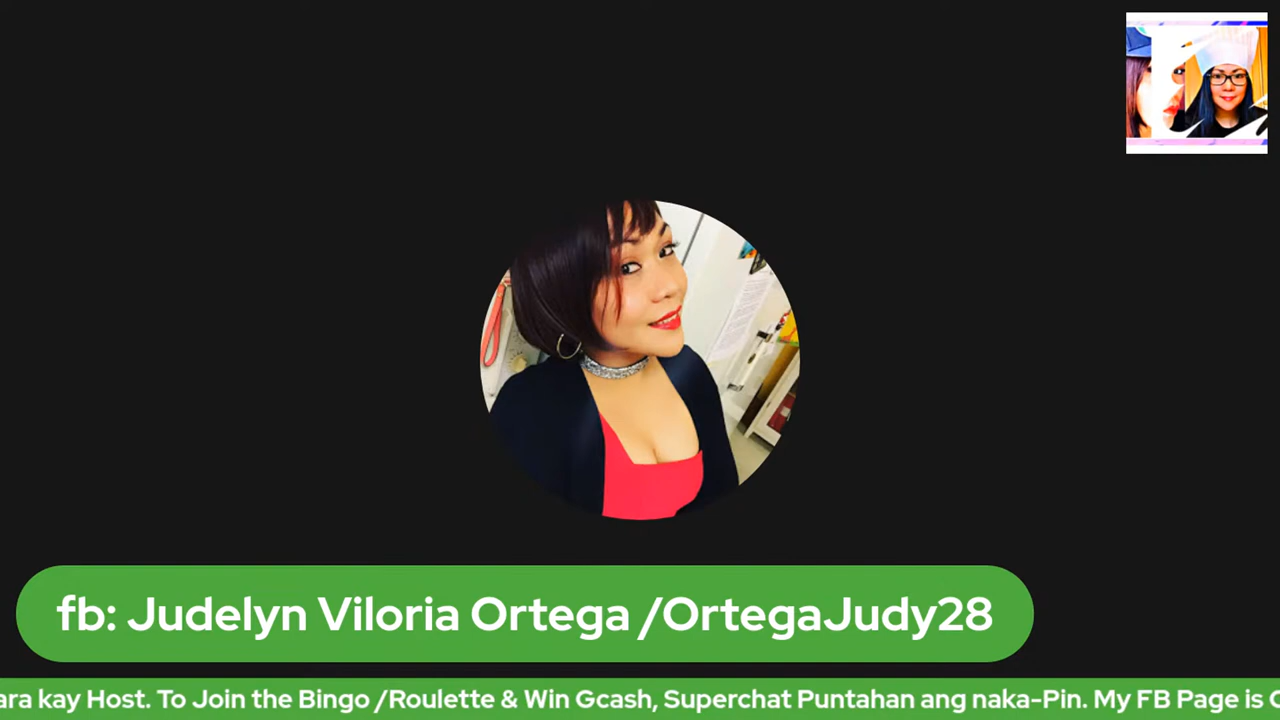 fb: Judelyn Viloria Ortega /OrtegaJudy28
kay Host. To Join the Bingo /Roulette & Win Gcash, Superchat Puntahan ang naka-Pin. My FB Page is